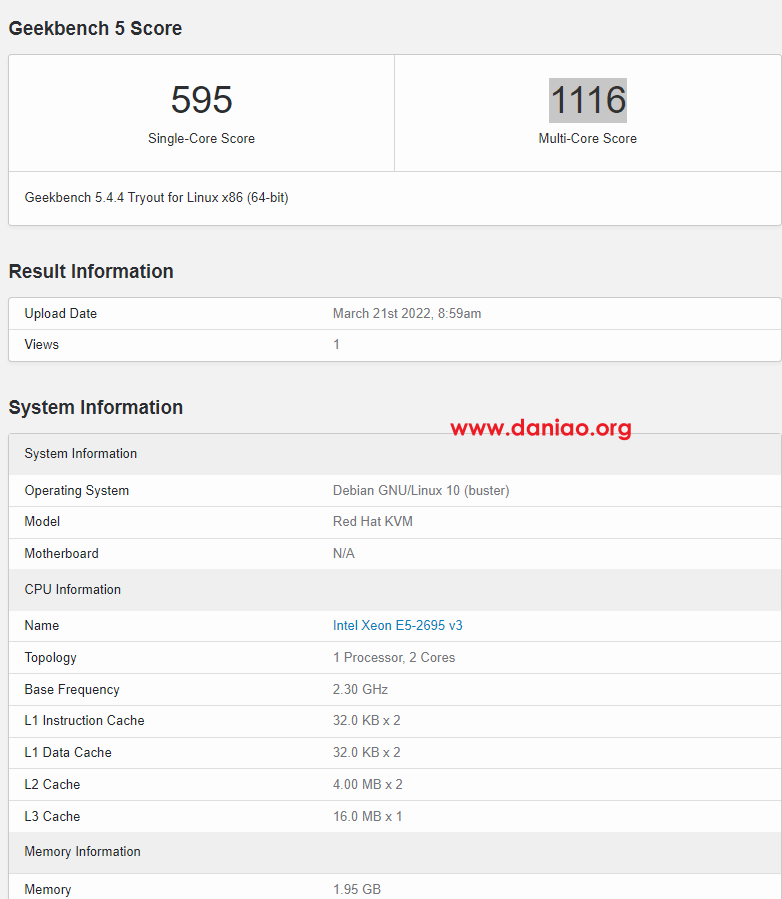 Geekbench 5 Score
595 1116
Single-Core Score Multi-Core Score
Geekbench 5.4.4 Tryout for Linux x86 (64-bit)
Result Information
Upload Date March 21st 2022, 8:59am
Views 1
System Information
www.daniao.org
System Information
Operating System Debian GNU/Linux 10 (buster)
Model Red Hat KVM
Motherboard N/A
CPU Information
Name Intel Xeon E5-2695 v3
Topology 1 Processor, 2 Cores
Base Frequency 2.30 GHz
L1 Instruction Cache 32.0 KB x 2
L1 Data Cache 32.0 KB x 2
L2 Cache 4.00 MB x 2
L3 Cache 16.0 MB x 1
Memory Information
Memory 1.95 GB